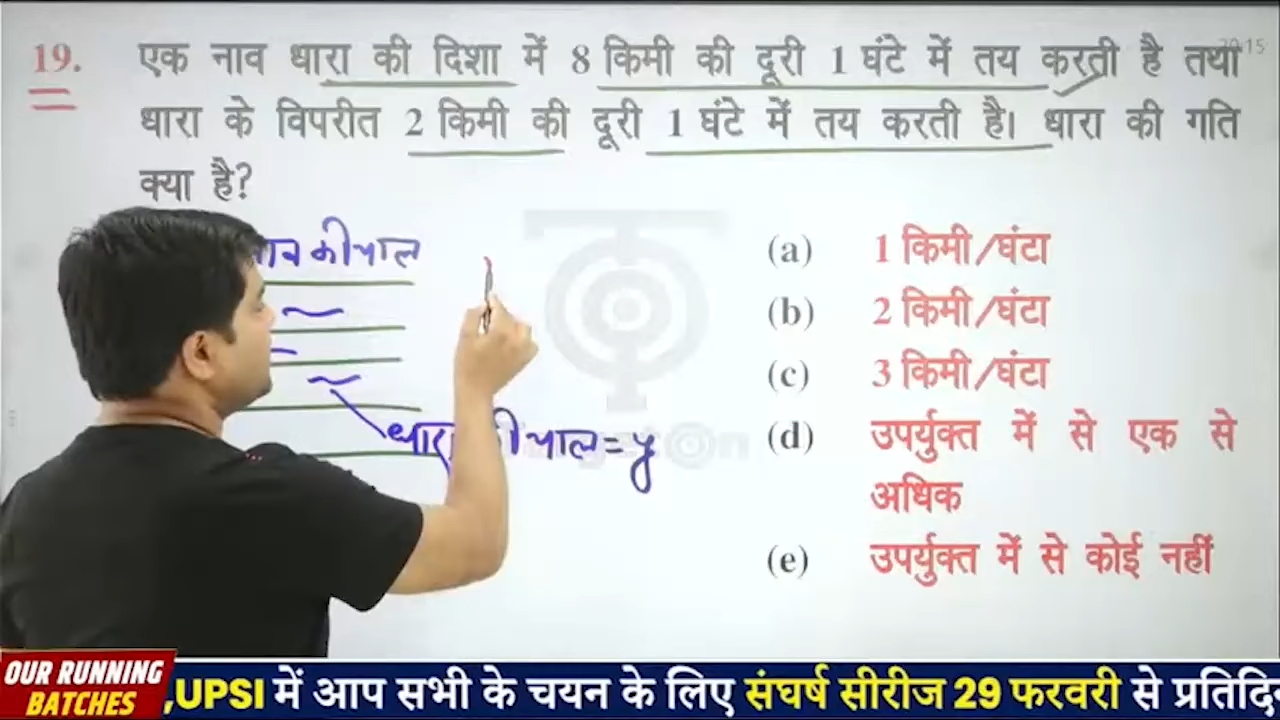 19. एक नाव धारा की दिशा में 8 किमी की दूरी 1 घंटे में तय करती है तथा
धारा के विपरीत 2 किमी की दूरी 1 घंटे में तय करती है। धारा की गति
क्या है?
की चाल
(a) 1 किमी/घंटा
(b) 2 किमी/घंटा
(c) 3 किमी/घंटा
चाल = y
(d) उपर्युक्त में से एक से
अधिक
(e) उपर्युक्त में से कोई नहीं
OUR RUNNING
BATCHES
,UPSI में आप सभी के चयन के लिए संघर्ष सीरीज 29 फरवरी से प्रतिदि